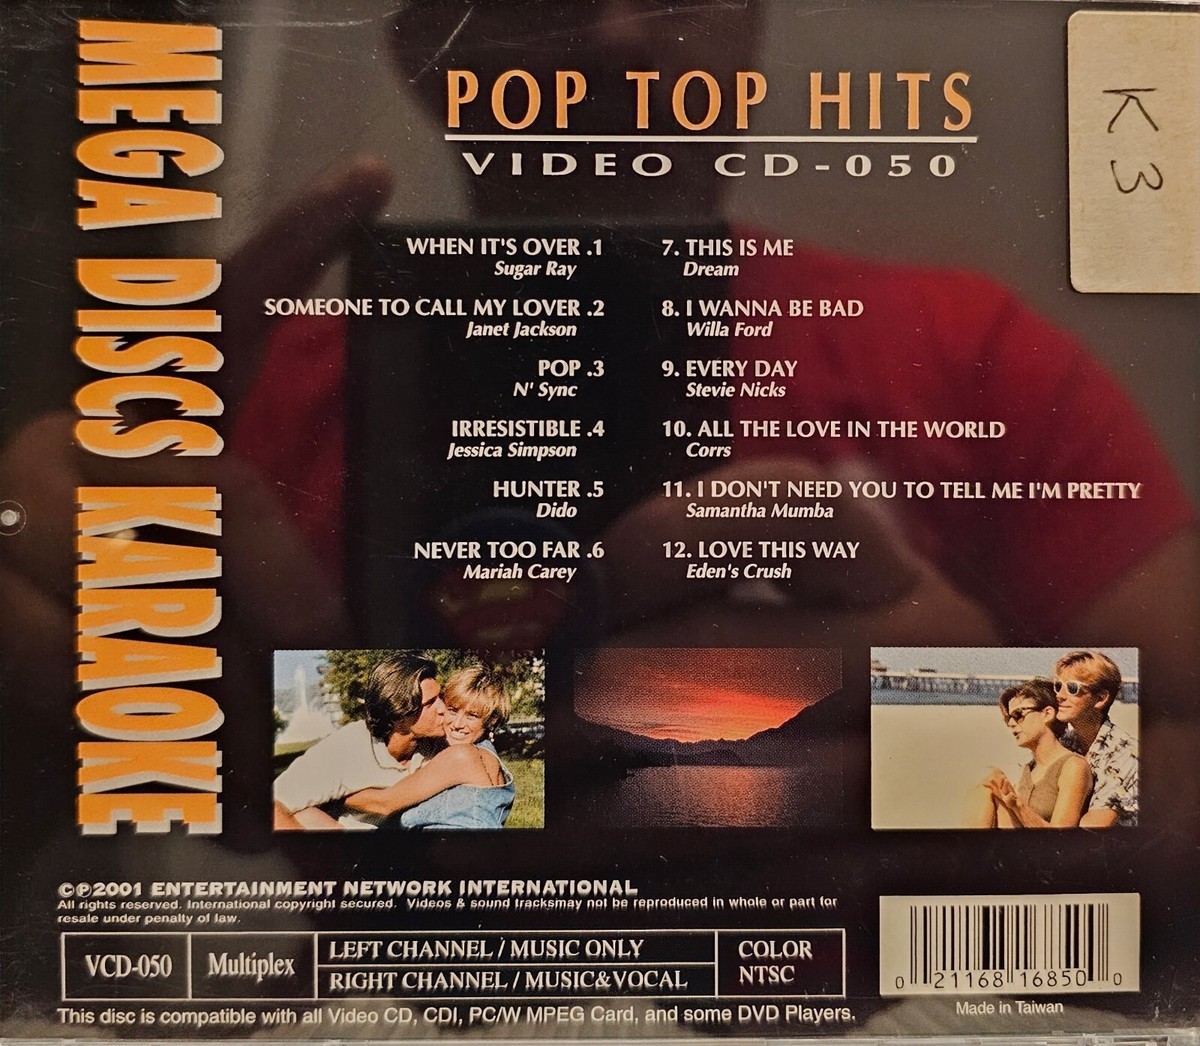 MEGA DISCS KARAOKE
POP TOP HITS
VIDEO CD-050
K3
WHEN IT'S OVER .1
Sugar Ray
SOMEONE TO CALL MY LOVER .2
Janet Jackson
POP .3
N' Sync
IRRESISTIBLE .4
Jessica Simpson
HUNTER .5
Dido
NEVER TOO FAR .6
Mariah Carey
7. THIS IS ME
Dream
8. I WANNA BE BAD
Willa Ford
9. EVERY DAY
Stevie Nicks
10. ALL THE LOVE IN THE WORLD
Corrs
11. I DON'T NEED YOU TO TELL ME I'M PRETTY
Samantha Mumba
12. LOVE THIS WAY
Eden's Crush
©℗2001 ENTERTAINMENT NETWORK INTERNATIONAL
All rights reserved. International copyright secured. Videos & sound tracksmay not be reproduced in whole or part for
resale under penalty of law.
VCD-050
Multiplex
LEFT CHANNEL / MUSIC ONLY
RIGHT CHANNEL / MUSIC&VOCAL
COLOR
NTSC
This disc is compatible with all Video CD, CDI, PC/W MPEG Card, and some DVD Players.
0 21168 16850 0
Made in Taiwan